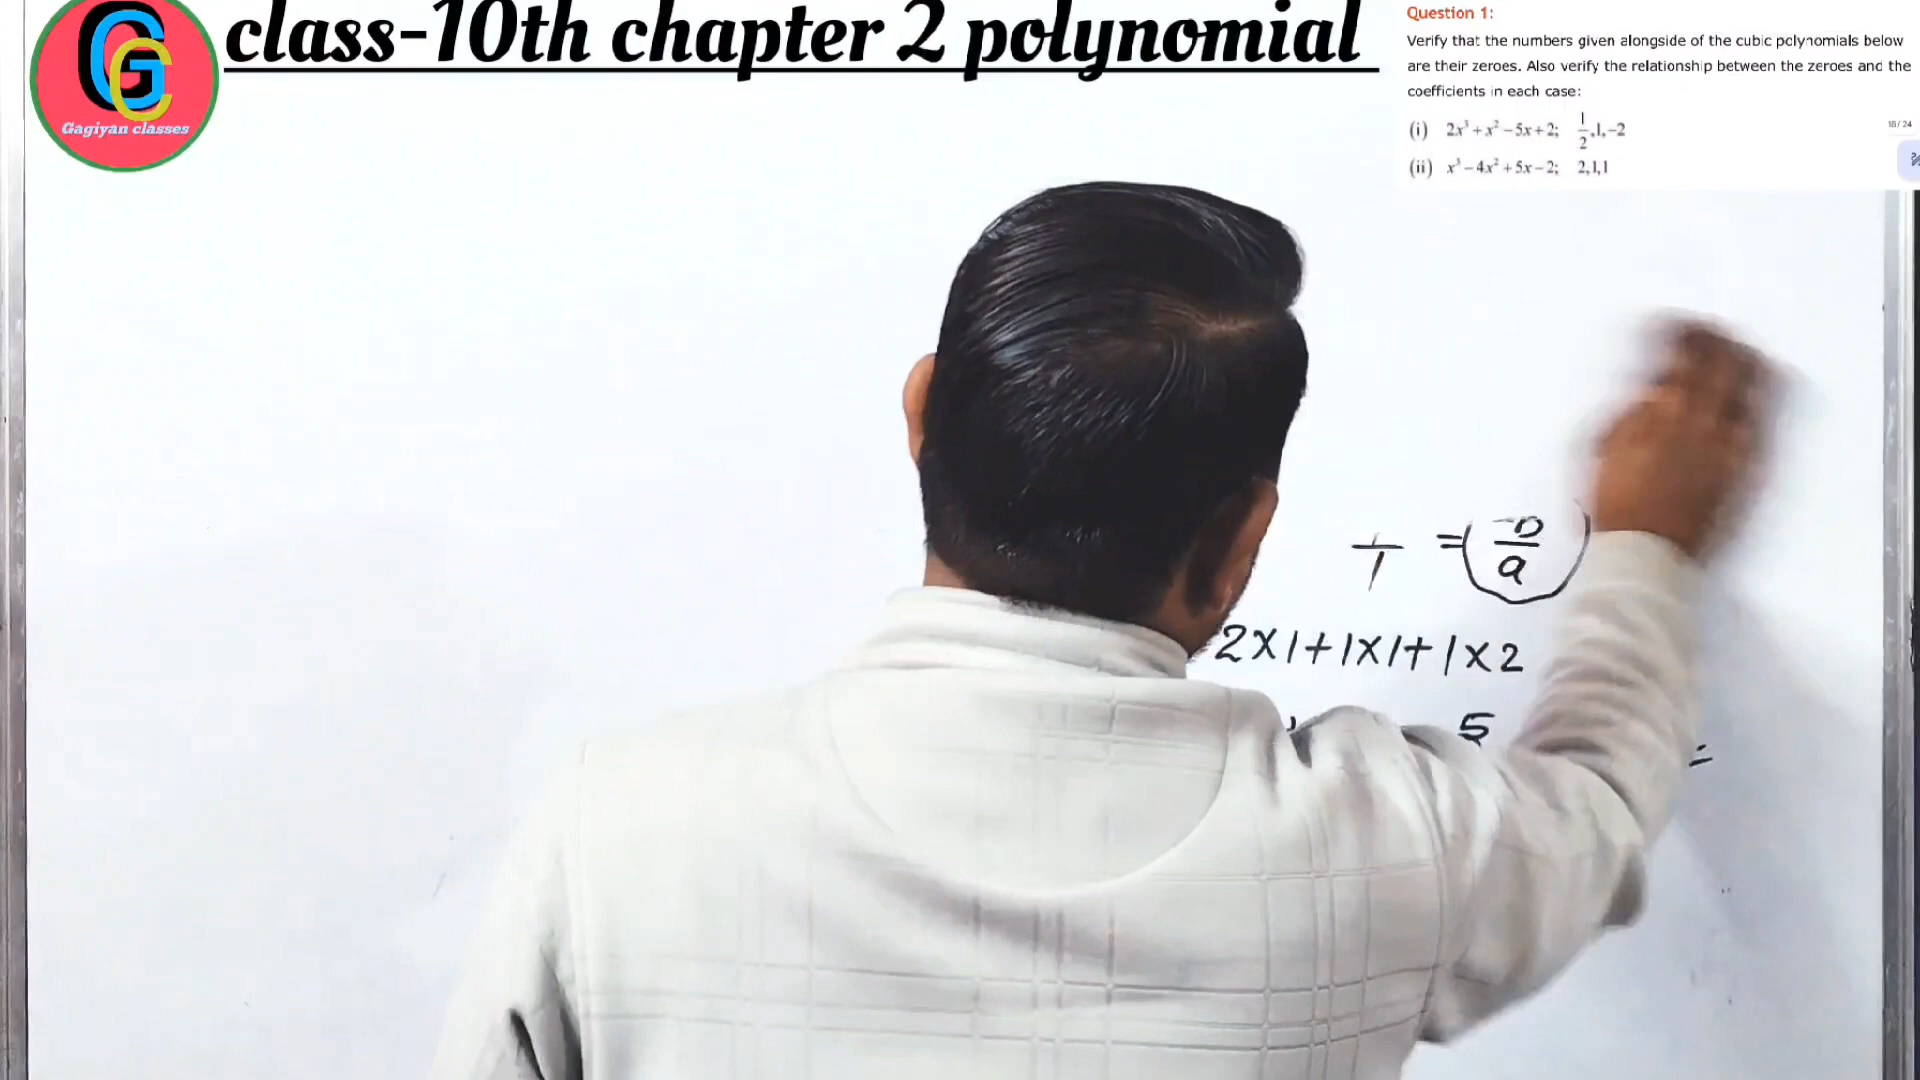 class-10th chapter 2 polynomial
GC
Gagiyan classes
Question 1:
Verify that the numbers given alongside of the cubic polynomials below
are their zeroes. Also verify the relationship between the zeroes and the
coefficients in each case:
(i) 2x³ + x² – 5x + 2; 1/2, 1, –2
(ii) x³ – 4x² + 5x – 2; 2, 1, 1
18 / 24
= -b/a
2×1+1×1+1×2
5
=